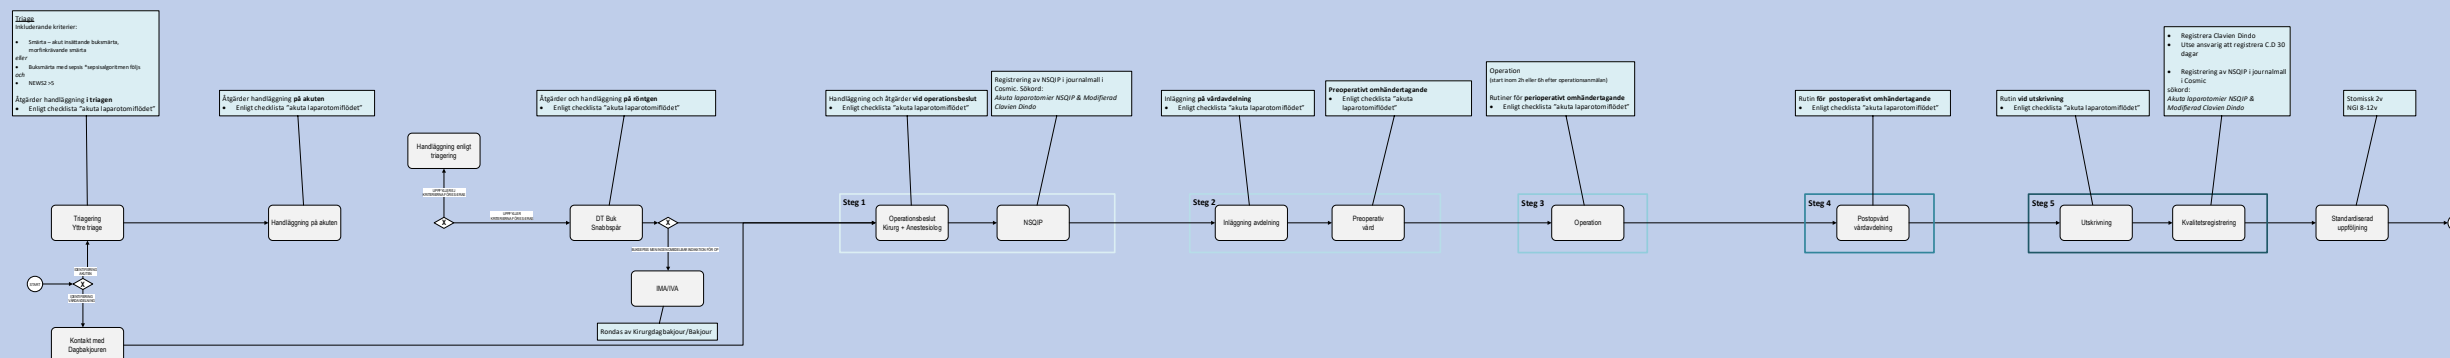 Triage
Inkluderande kriterier:
• Smärta – akut insättande buksmärta,
morfinkrävande smärta
eller
• Buksmärta med sepsis *sepsisalgoritmen följs
och
• NEWS2 >5
Åtgärder handläggning i triagen
• Enligt checklista "akuta laparotomiflödet"
Åtgärder handläggning på akuten
• Enligt checklista "akuta laparotomiflödet"
Åtgärder och handläggning på röntgen
• Enligt checklista "akuta laparotomiflödet"
Handläggning och åtgärder vid operationsbeslut
• Enligt checklista "akuta laparotomiflödet"
Registrering av NSQIP i journalmall i
Cosmic. Sökord:
Akuta laparotomier NSQIP & Modifierad
Clavien Dindo
Inläggning på vårdavdelning
• Enligt checklista "akuta laparotomiflödet"
Preoperativt omhändertagande
• Enligt checklista "akuta
laparotomiflödet"
Operation
(start inom 2h eller 6h efter operationsanmälan)
Rutiner för perioperativt omhändertagande
• Enligt checklista "akuta laparotomiflödet"
Rutin för postoperativt omhändertagande
• Enligt checklista "akuta laparotomiflödet"
Rutin vid utskrivning
• Enligt checklista "akuta laparotomiflödet"
• Registrera Clavien Dindo
• Utse ansvarig att registrera C.D 30
dagar
• Registrering av NSQIP i journalmall
i Cosmic
sökord:
Akuta laparotomier NSQIP &
Modifierad Clavien Dindo
Stomissk 2v
NGI 8-12v
Handläggning enligt
triagering
Triagering
Yttre triage
Handläggning på akuten
X
DT Buk
Snabbspår
X
Steg 1
Operationsbeslut
Kirurg + Anestesiolog
NSQIP
Steg 2
Inläggning avdelning
Preoperativ
vård
Steg 3
Operation
Steg 4
Postopvård
vårdavdelning
Steg 5
Utskrivning
Kvalitetsregistrering
Standardiserad
uppföljning
START
X
IMA/IVA
Rondas av Kirurgdagbakjour/Bakjour
Kontakt med
Dagbakjouren